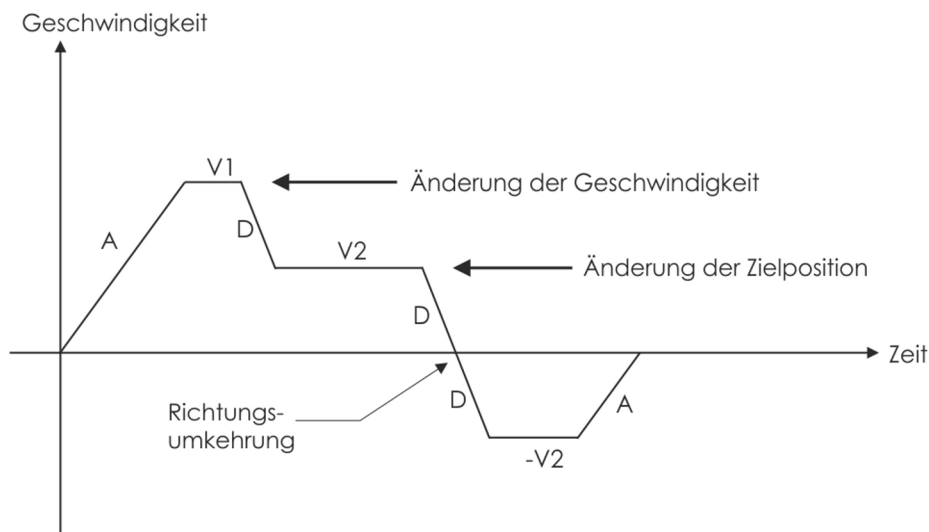 Geschwindigkeit
V1
Änderung der Geschwindigkeit
A
D
V2
Änderung der Zielposition
D
Zeit
Richtungs-
umkehrung
D
A
-V2